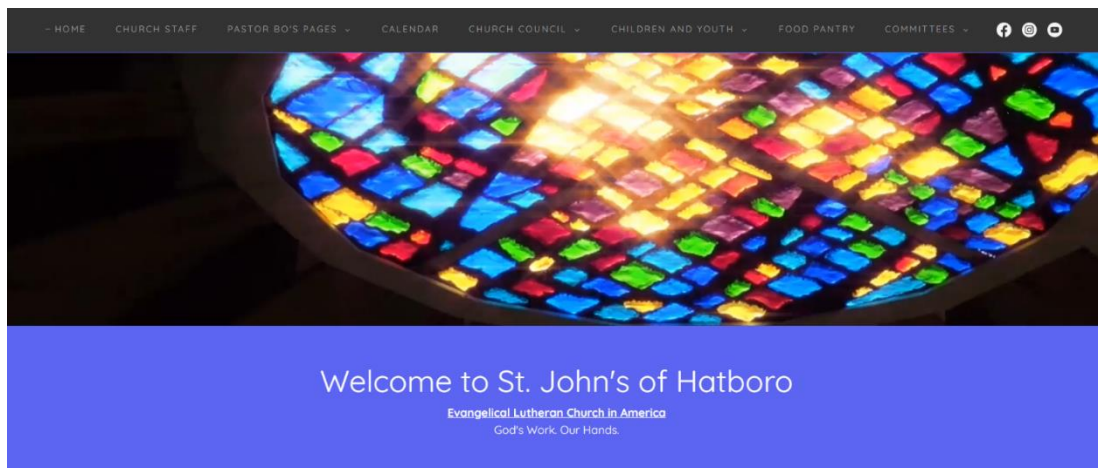 - HOME CHURCH STAFF PASTOR BO'S PAGES CALENDAR CHURCH COUNCIL CHILDREN AND YOUTH FOOD PANTRY COMMITTEES
Welcome to St. John's of Hatboro
Evangelical Lutheran Church in America
God's Work. Our Hands.